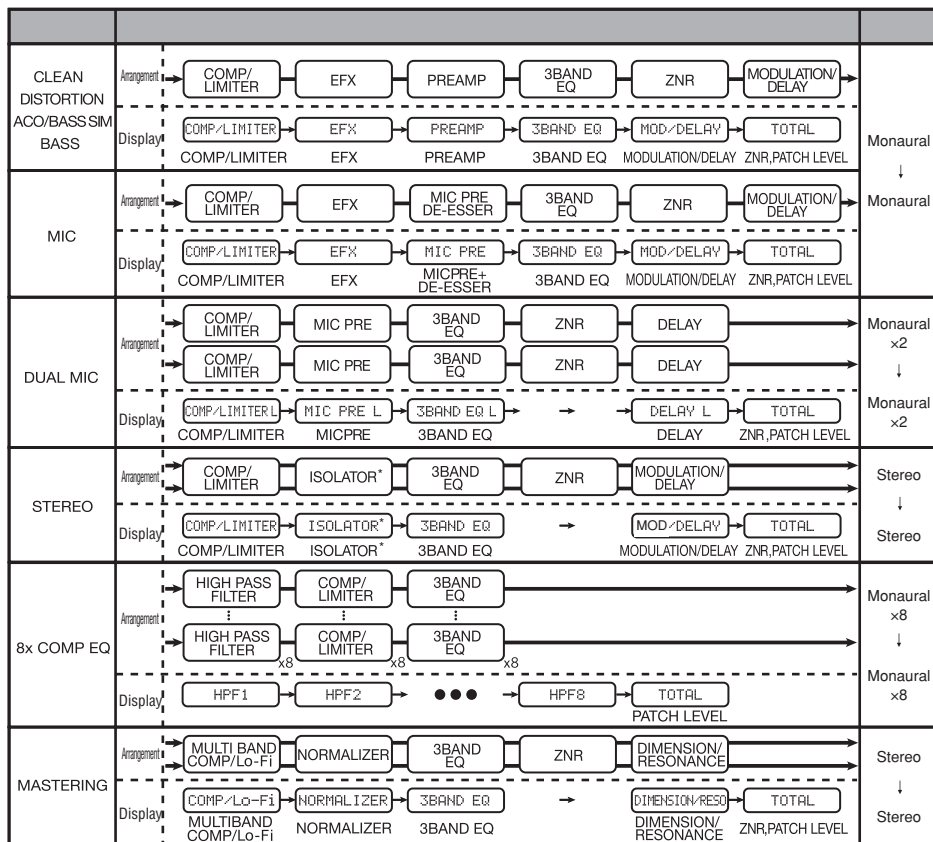 CLEAN
DISTORTION
ACO/BASS SIM
BASS
Arrangement
COMP/
LIMITER
EFX
PREAMP
3BAND
EQ
ZNR
MODULATION/
DELAY
Display
COMP/LIMITER
EFX
PREAMP
3BAND EQ
MOD/DELAY
TOTAL
COMP/LIMITER
EFX
PREAMP
3BAND EQ
MODULATION/DELAY
ZNR,PATCH LEVEL
Monaural
↓
Monaural
MIC
Arrangement
COMP/
LIMITER
EFX
MIC PRE
DE-ESSER
3BAND
EQ
ZNR
MODULATION/
DELAY
Display
COMP/LIMITER
EFX
MIC PRE
3BAND EQ
MOD/DELAY
TOTAL
COMP/LIMITER
EFX
MICPRE+
DE-ESSER
3BAND EQ
MODULATION/DELAY
ZNR,PATCH LEVEL
DUAL MIC
Arrangement
COMP/
LIMITER
MIC PRE
3BAND
EQ
ZNR
DELAY
COMP/
LIMITER
MIC PRE
3BAND
EQ
ZNR
DELAY
Display
COMP/LIMITER L
MIC PRE L
3BAND EQ L
DELAY L
TOTAL
COMP/LIMITER
MICPRE
3BAND EQ
DELAY
ZNR,PATCH LEVEL
Monaural
×2
↓
Monaural
×2
STEREO
Arrangement
COMP/
LIMITER
ISOLATOR*
3BAND
EQ
ZNR
MODULATION/
DELAY
Display
COMP/LIMITER
ISOLATOR*
3BAND EQ
MOD/DELAY
TOTAL
COMP/LIMITER
ISOLATOR*
3BAND EQ
MODULATION/DELAY
ZNR,PATCH LEVEL
Stereo
↓
Stereo
8x COMP EQ
Arrangement
HIGH PASS
FILTER
COMP/
LIMITER
3BAND
EQ
HIGH PASS
FILTER
x8
COMP/
LIMITER
x8
3BAND
EQ
x8
Display
HPF1
HPF2
●●●
HPF8
TOTAL
PATCH LEVEL
Monaural
×8
↓
Monaural
×8
MASTERING
Arrangement
MULTI BAND
COMP/Lo-Fi
NORMALIZER
3BAND
EQ
ZNR
DIMENSION/
RESONANCE
Display
COMP/Lo-Fi
NORMALIZER
3BAND EQ
DIMENSION/RESO
TOTAL
MULTIBAND
COMP/Lo-Fi
NORMALIZER
3BAND EQ
DIMENSION/
RESONANCE
ZNR,PATCH LEVEL
Stereo
↓
Stereo